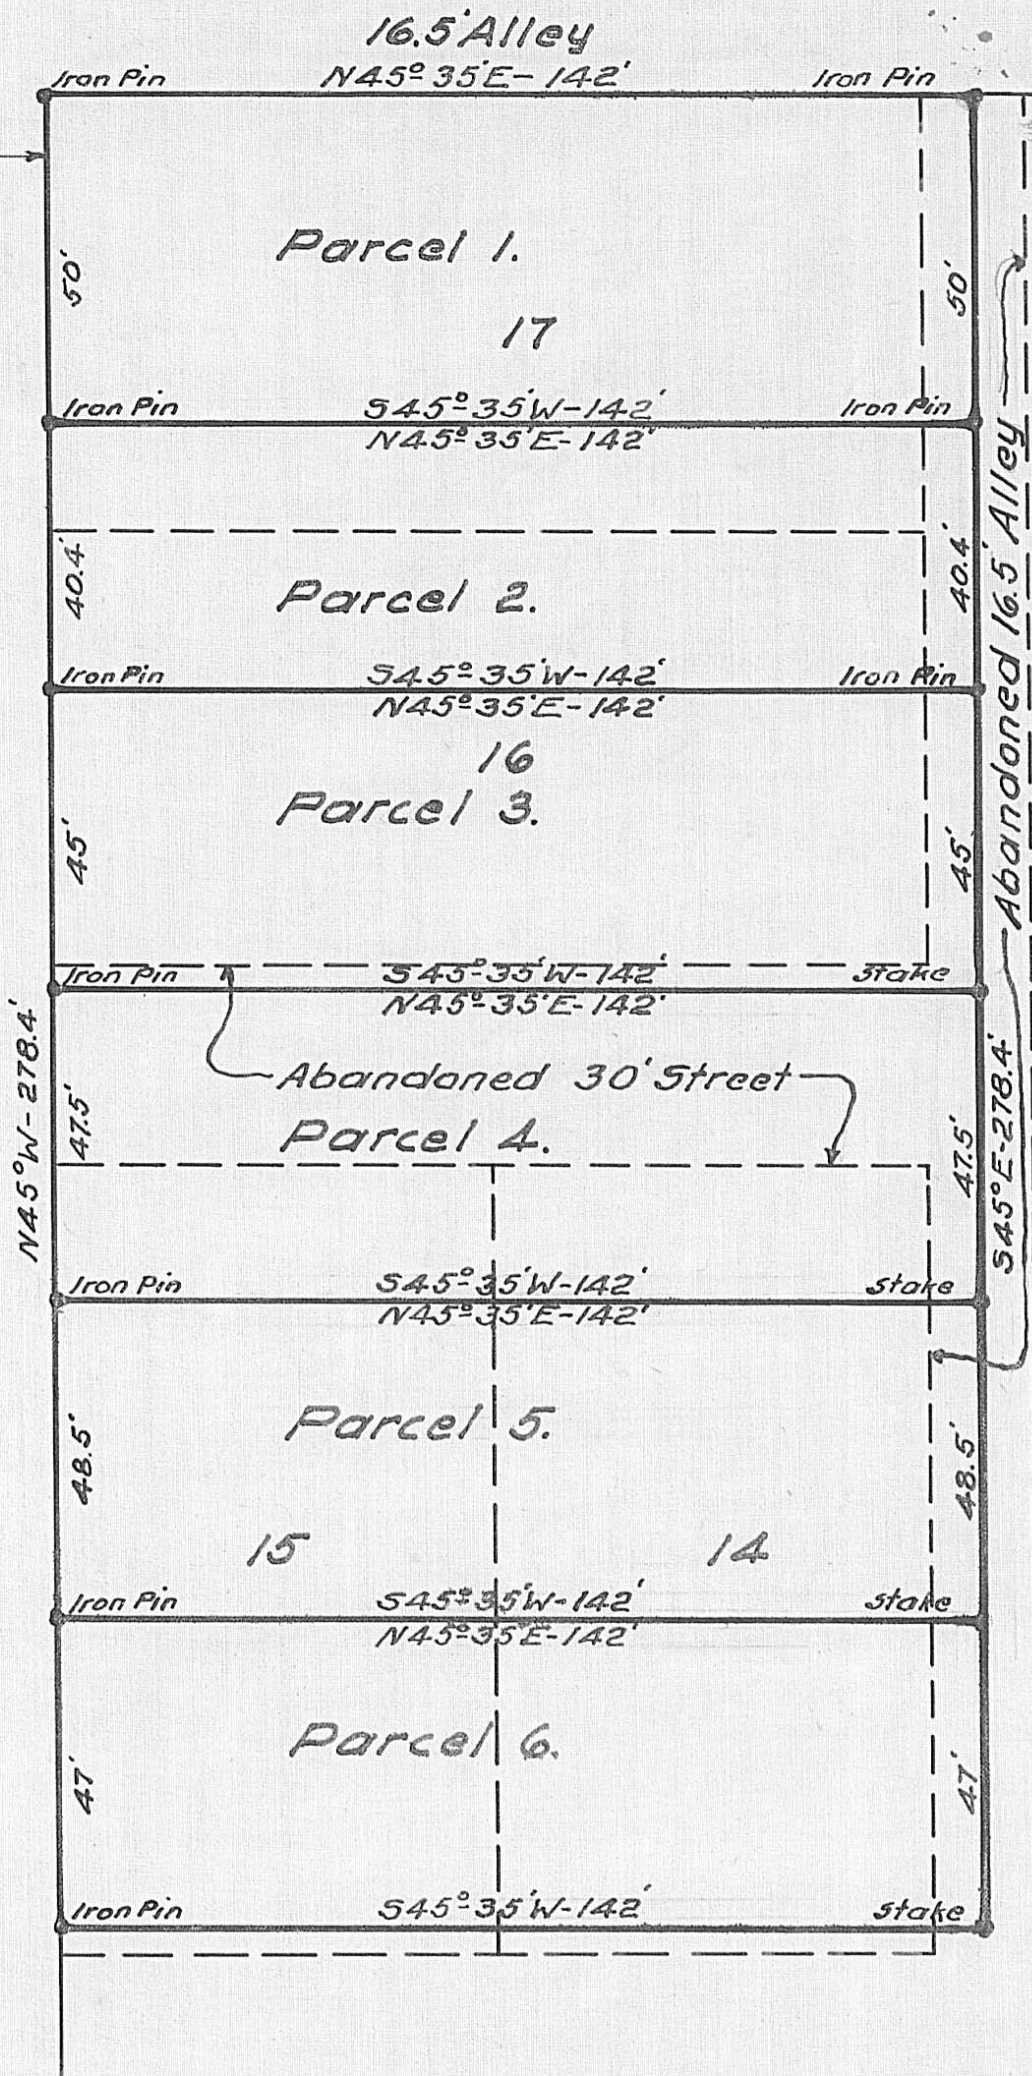 16.5' Alley
Iron Pin N45° 35' E - 142' Iron Pin
Parcel 1.
50' 50'
17
Iron Pin S45° 35' W - 142' Iron Pin
N45° 35' E - 142'
40.4' 40.4'
Parcel 2.
Iron Pin S45° 35' W - 142' Iron Pin
N45° 35' E - 142'
16
Parcel 3.
45' 45'
Abandoned 16.5' Alley
Iron Pin S45° 35' W - 142' Stake
N45° 35' E - 142'
N45° W - 278.4'
S45° E - 278.4'
Abandoned 30' Street
47.5' 47.5'
Parcel 4.
Iron Pin S45° 35' W - 142' Stake
N45° 35' E - 142'
Parcel 5.
48.5' 48.5'
15 14
Iron Pin S45° 35' W - 142' Stake
N45° 35' E - 142'
Parcel 6.
47' 47'
Iron Pin S45° 35' W - 142' Stake